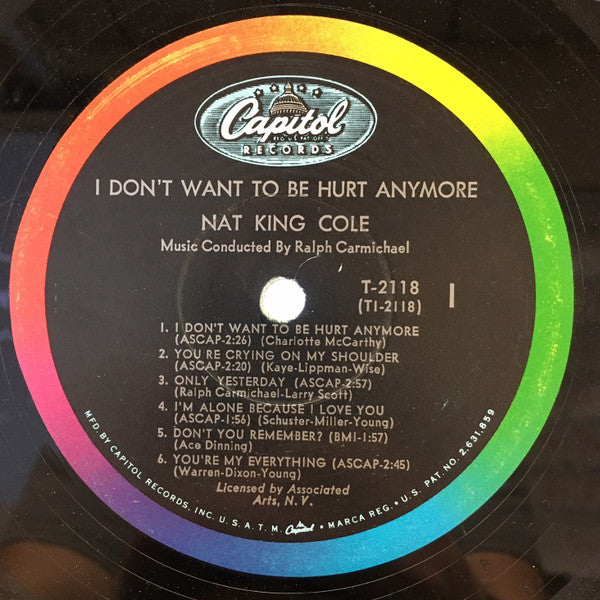 Capitol
REG. U.S. PAT. OFF.
RECORDS
I DON'T WANT TO BE HURT ANYMORE
NAT KING COLE
Music Conducted By Ralph Carmichael
T-2118
(T1-2118)
1
1. I DON'T WANT TO BE HURT ANYMORE
(ASCAP-2:26) (Charlotte McCarthy)
2. YOU'RE CRYING ON MY SHOULDER
(ASCAP-2:20) (Kaye-Lippman-Wise)
3. ONLY YESTERDAY (ASCAP-2:57)
(Ralph Carmichael-Larry Scott)
4. I'M ALONE BECAUSE I LOVE YOU
(ASCAP-1:56) (Schuster-Miller-Young)
5. DON'T YOU REMEMBER? (BMI-1:57)
(Ace Dinning)
6. YOU'RE MY EVERYTHING (ASCAP-2:45)
(Warren-Dixon-Young)
Licensed by Associated
Arts, N.V.
MFD. BY CAPITOL RECORDS, INC. U.S.A. T.M. Capitol • MARCA REG. • U.S. PAT. NO. 2,631,859